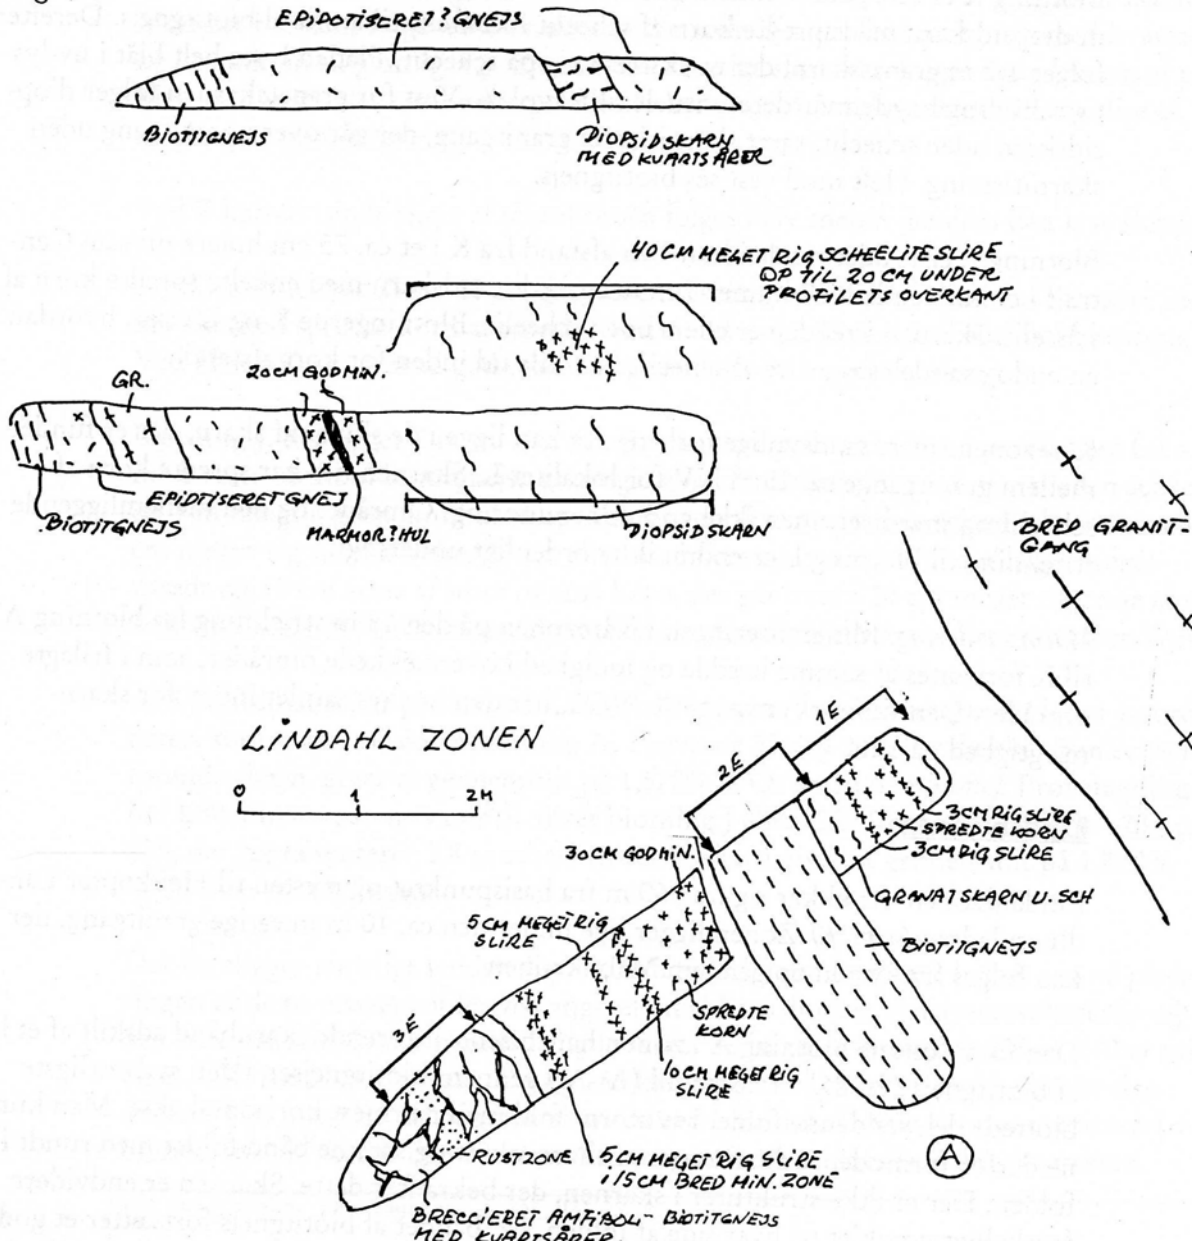 EPIDOTISERET? GNEJS
BIOTITGNEJS
DIOPSIDSKARN
MED KVARTSÅRER
40 CM MEGET RIG SCHEELITE SLIRE
OP TIL 20 CM UNDER
PROFILETS OVERKANT
GR.
20 CM GOD MIN.
EPIDTISERET GNEJ
BIOTITGNEJS
MARMOR? HUL
DIOPSIDSKARN
BRED GRANIT-
GANG
LINDAHL ZONEN
0 1 2 M
1E
2E
3 CM RIG SLIRE
SPREDTE KORN
3 CM RIG SLIRE
30 CM GOD MIN.
GRANATSKARN U. SCH
5 CM MEGET RIG
SLIRE
BIOTITGNEJS
SPREDTE
KORN
3E
10 CM MEGET RIG
SLIRE
A
RUSTZONE
5 CM MEGET RIG SLIRE
I 15 CM BRED MIN. ZONE
BRECCIERET AMFIBOL-BIOTITGNEJS
MED KVARTSÅRER